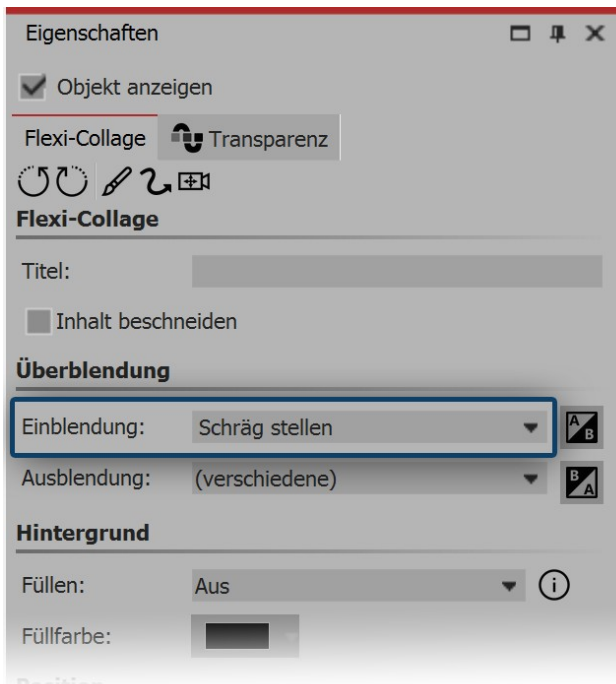 Eigenschaften
Objekt anzeigen
Flexi-Collage Transparenz
Flexi-Collage
Titel:
Inhalt beschneiden
Überblendung
Einblendung: Schräg stellen A B
Ausblendung: (verschiedene) B A
Hintergrund
Füllen: Aus i
Füllfarbe:
Position